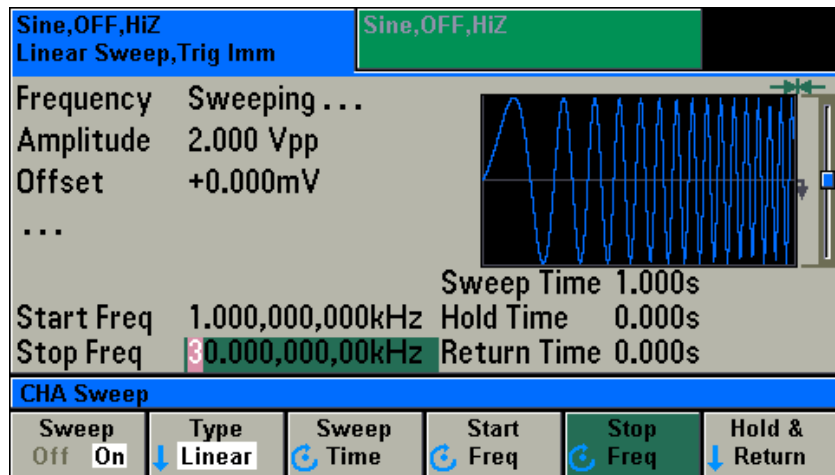 Sine,OFF,HiZ
Linear Sweep,Trig Imm
Sine,OFF,HiZ
Frequency Sweeping...
Amplitude 2.000 Vpp
Offset +0.000mV
...
Sweep Time 1.000s
Start Freq 1.000,000,000kHz Hold Time 0.000s
Stop Freq 30.000,000,00kHz Return Time 0.000s
CHA Sweep
Sweep Off On
Type Linear
Sweep Time
Start Freq
Stop Freq
Hold & Return